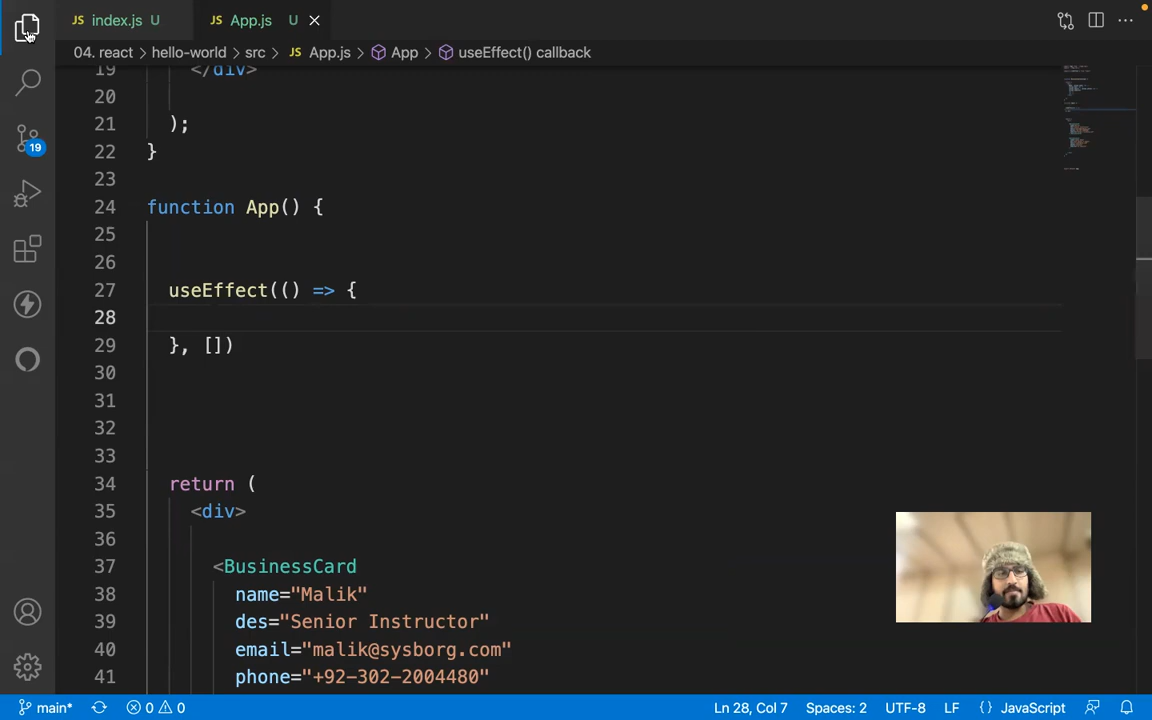 JS index.js U JS App.js U
04. react > hello-world > src > JS App.js > App > useEffect() callback
19 </div>
20
21 );
22 }
23
24 function App() {
25
26
27 useEffect(() => {
28
29 }, [])
30
31
32
33
34 return (
35 <div>
36
37 <BusinessCard
38 name="Malik"
39 des="Senior Instructor"
40 email="malik@sysborg.com"
41 phone="+92-302-2004480"
19
main* 0 0 Ln 28, Col 7 Spaces: 2 UTF-8 LF {} JavaScript